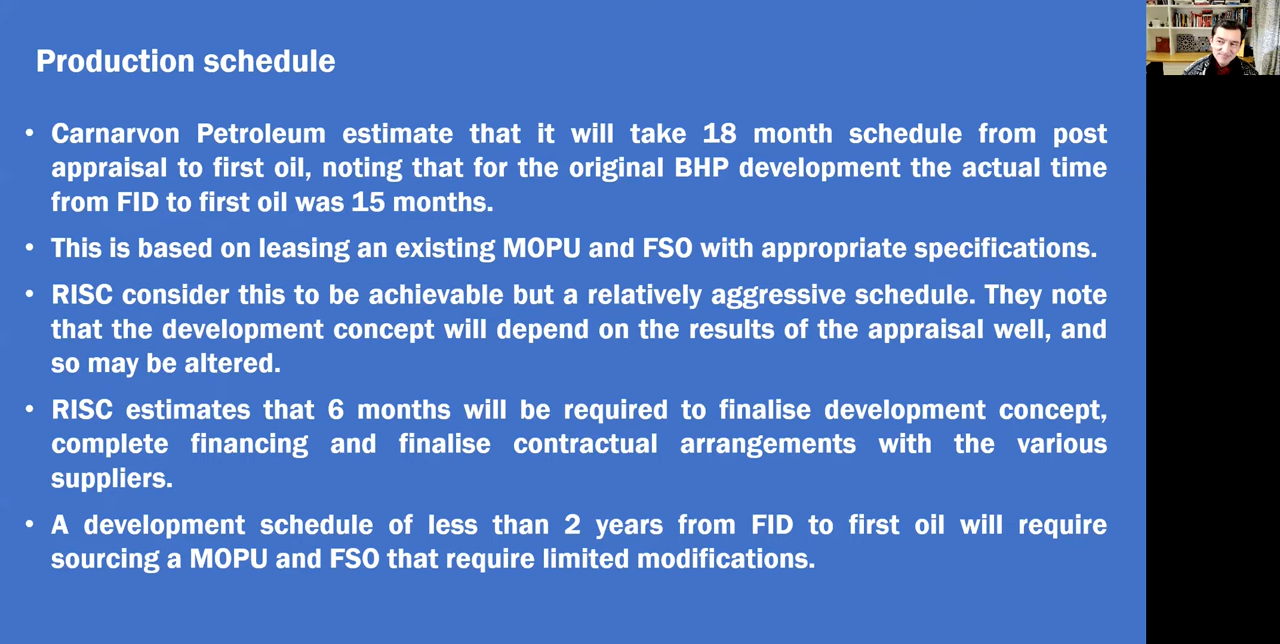 Production schedule
• Carnarvon Petroleum estimate that it will take 18 month schedule from post
appraisal to first oil, noting that for the original BHP development the actual time
from FID to first oil was 15 months.
• This is based on leasing an existing MOPU and FSO with appropriate specifications.
• RISC consider this to be achievable but a relatively aggressive schedule. They note
that the development concept will depend on the results of the appraisal well, and
so may be altered.
• RISC estimates that 6 months will be required to finalise development concept,
complete financing and finalise contractual arrangements with the various
suppliers.
• A development schedule of less than 2 years from FID to first oil will require
sourcing a MOPU and FSO that require limited modifications.